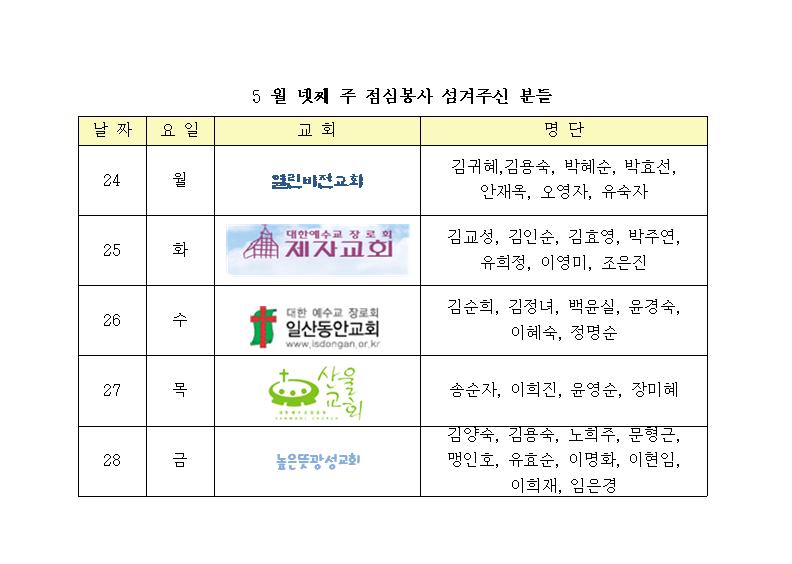 5 월 넷째 주 점심봉사 섬겨주신 분들
날 짜 요 일 교 회 명 단
24 월 열린비전교회 김귀혜,김용숙, 박혜순, 박효선,
안재옥, 오영자, 유숙자
25 화 대한예수교 장로회
제자교회 김교성, 김인순, 김효영, 박주연,
유희정, 이영미, 조은진
26 수 대한 예수교 장로회
일산동안교회
www.isdongan.or.kr 김순희, 김정녀, 백윤실, 윤경숙,
이혜숙, 정명순
27 목 산울
교회 송순자, 이희진, 윤영순, 장미혜
28 금 높은뜻광성교회 김양숙, 김용숙, 노희주, 문형근,
맹인호, 유효순, 이명화, 이현임,
이희재, 임은경